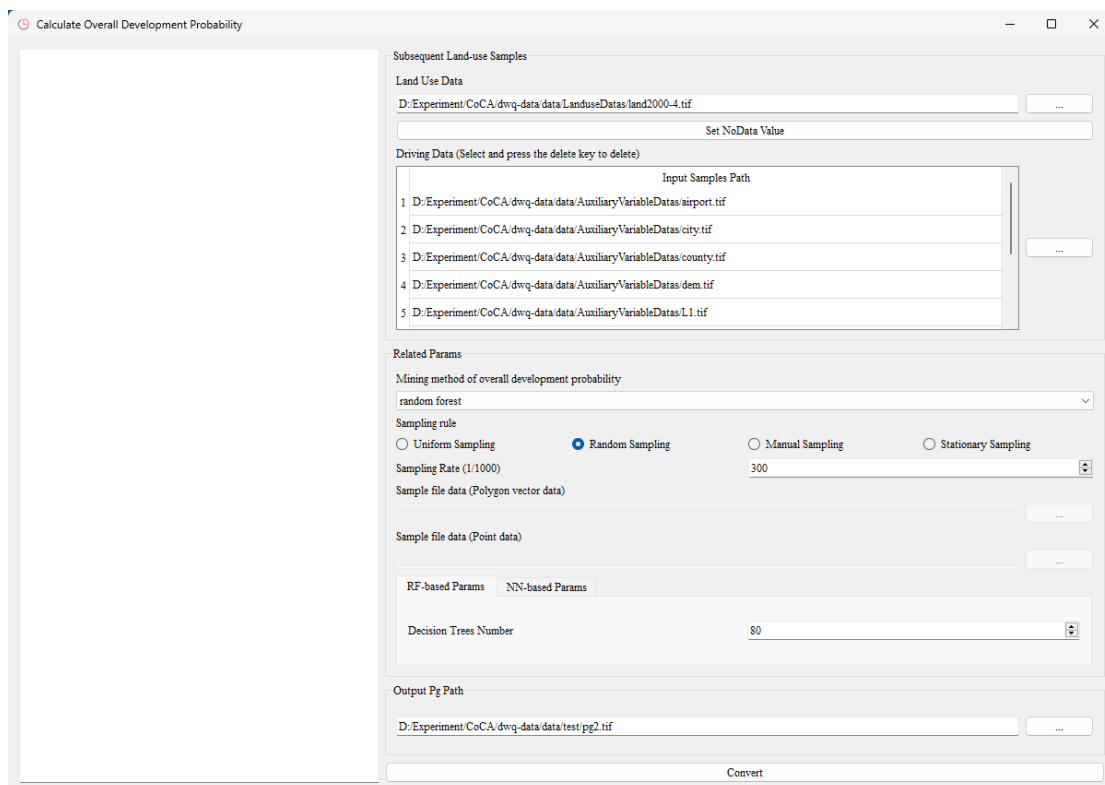 Calculate Overall Development Probability
Subsequent Land-use Samples
Land Use Data
D:/Experiment/CoCA/dwq-data/data/LanduseDatas/land2000-4.tif
...
Set NoData Value
Driving Data (Select and press the delete key to delete)
Input Samples Path
1 D:/Experiment/CoCA/dwq-data/data/AuxiliaryVariableDatas/airport.tif
2 D:/Experiment/CoCA/dwq-data/data/AuxiliaryVariableDatas/city.tif
3 D:/Experiment/CoCA/dwq-data/data/AuxiliaryVariableDatas/county.tif
...
4 D:/Experiment/CoCA/dwq-data/data/AuxiliaryVariableDatas/dem.tif
5 D:/Experiment/CoCA/dwq-data/data/AuxiliaryVariableDatas/L1.tif
Related Params
Mining method of overall development probability
random forest
Sampling rule
Uniform Sampling Random Sampling Manual Sampling Stationary Sampling
Sampling Rate (1/1000) 300
Sample file data (Polygon vector data)
...
Sample file data (Point data)
...
RF-based Params NN-based Params
Decision Trees Number 80
Output Pg Path
D:/Experiment/CoCA/dwq-data/data/test/pg2.tif
...
Convert